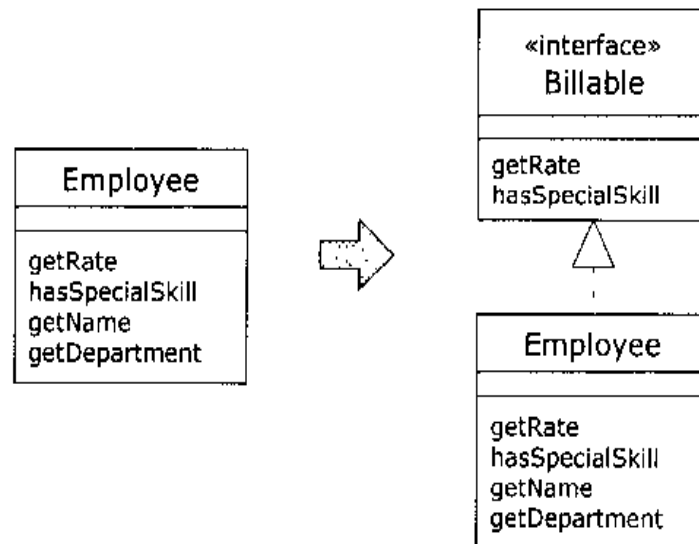 Employee
getRate
hasSpecialSkill
getName
getDepartment
«interface»
Billable
getRate
hasSpecialSkill
Employee
getRate
hasSpecialSkill
getName
getDepartment